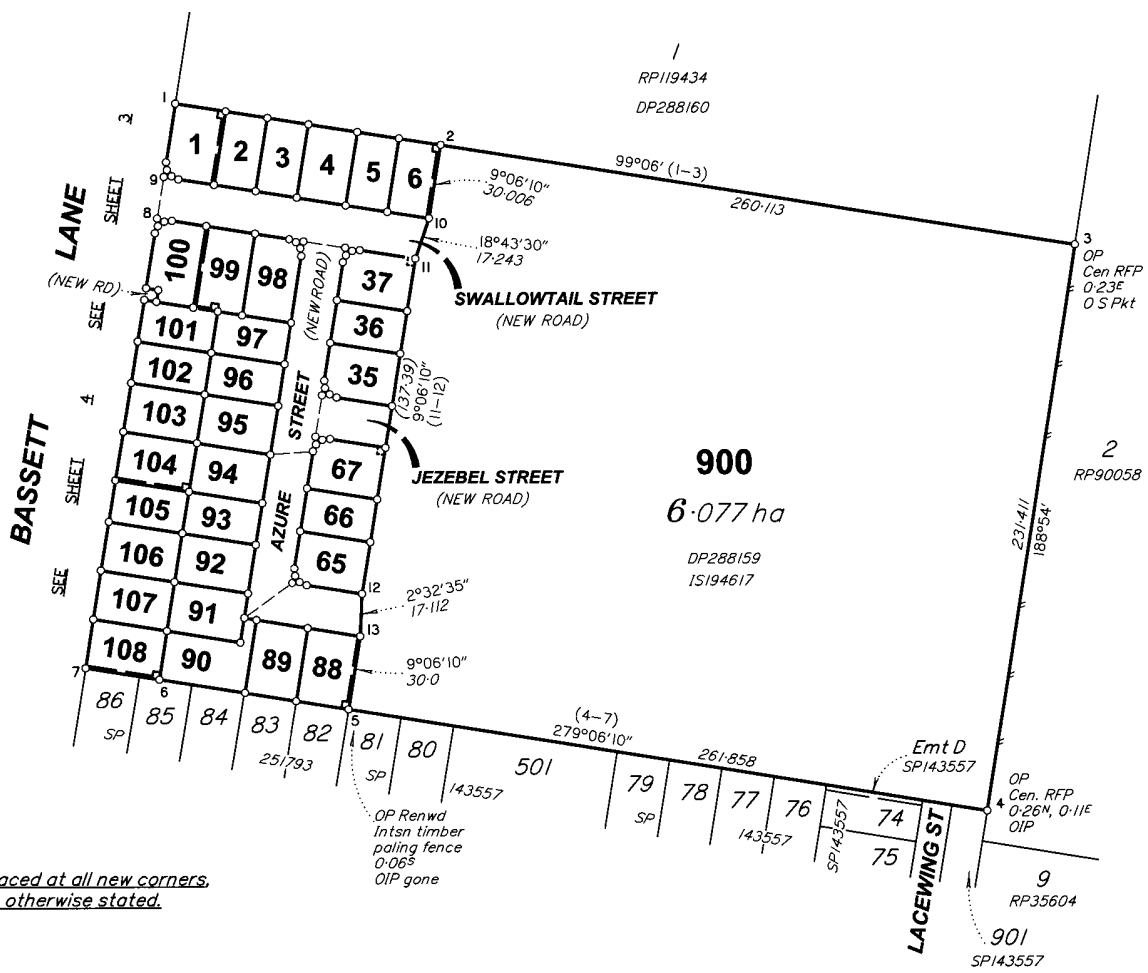 1
RP119434
DP288160
1
2
3
1
2
3
4
5
6
9°06'10"
30·006
99°06' (1-3)
260·113
3
OP
Cen RFP
0·23E
O S Pkt
SEE SHEET 3
LANE
BASSETT
9
8
10
18°43'30"
17·243
11
(NEW RD)
100
99
98
(NEW ROAD)
37
SWALLOWTAIL STREET
(NEW ROAD)
101
97
36
102
96
35
(137·39)
9°06'10"
(11-12)
103
95
STREET
AZURE
SEE SHEET 4
104
94
67
JEZEBEL STREET
(NEW ROAD)
105
93
66
106
92
65
107
91
108
90
89
88
12
2°32'35"
17·112
13
9°06'10"
30·0
900
6·077 ha
DP288159
IS194617
231·411
188°54'
2
RP90058
7
6
5
86
SP
85
84
83
251793
82
81
SP
80
143557
501
(4-7)
279°06'10"
261·858
79
SP
78
77
143557
76
SP143557
74
75
Emt D
SP143557
LACEWING ST
4
OP
Cen. RFP
0·26N, 0·11E
OIP
9
RP35604
901
SP143557
OP Renwd
Intsn timber
paling fence
0·06S
OIP gone
aced at all new corners,
otherwise stated.